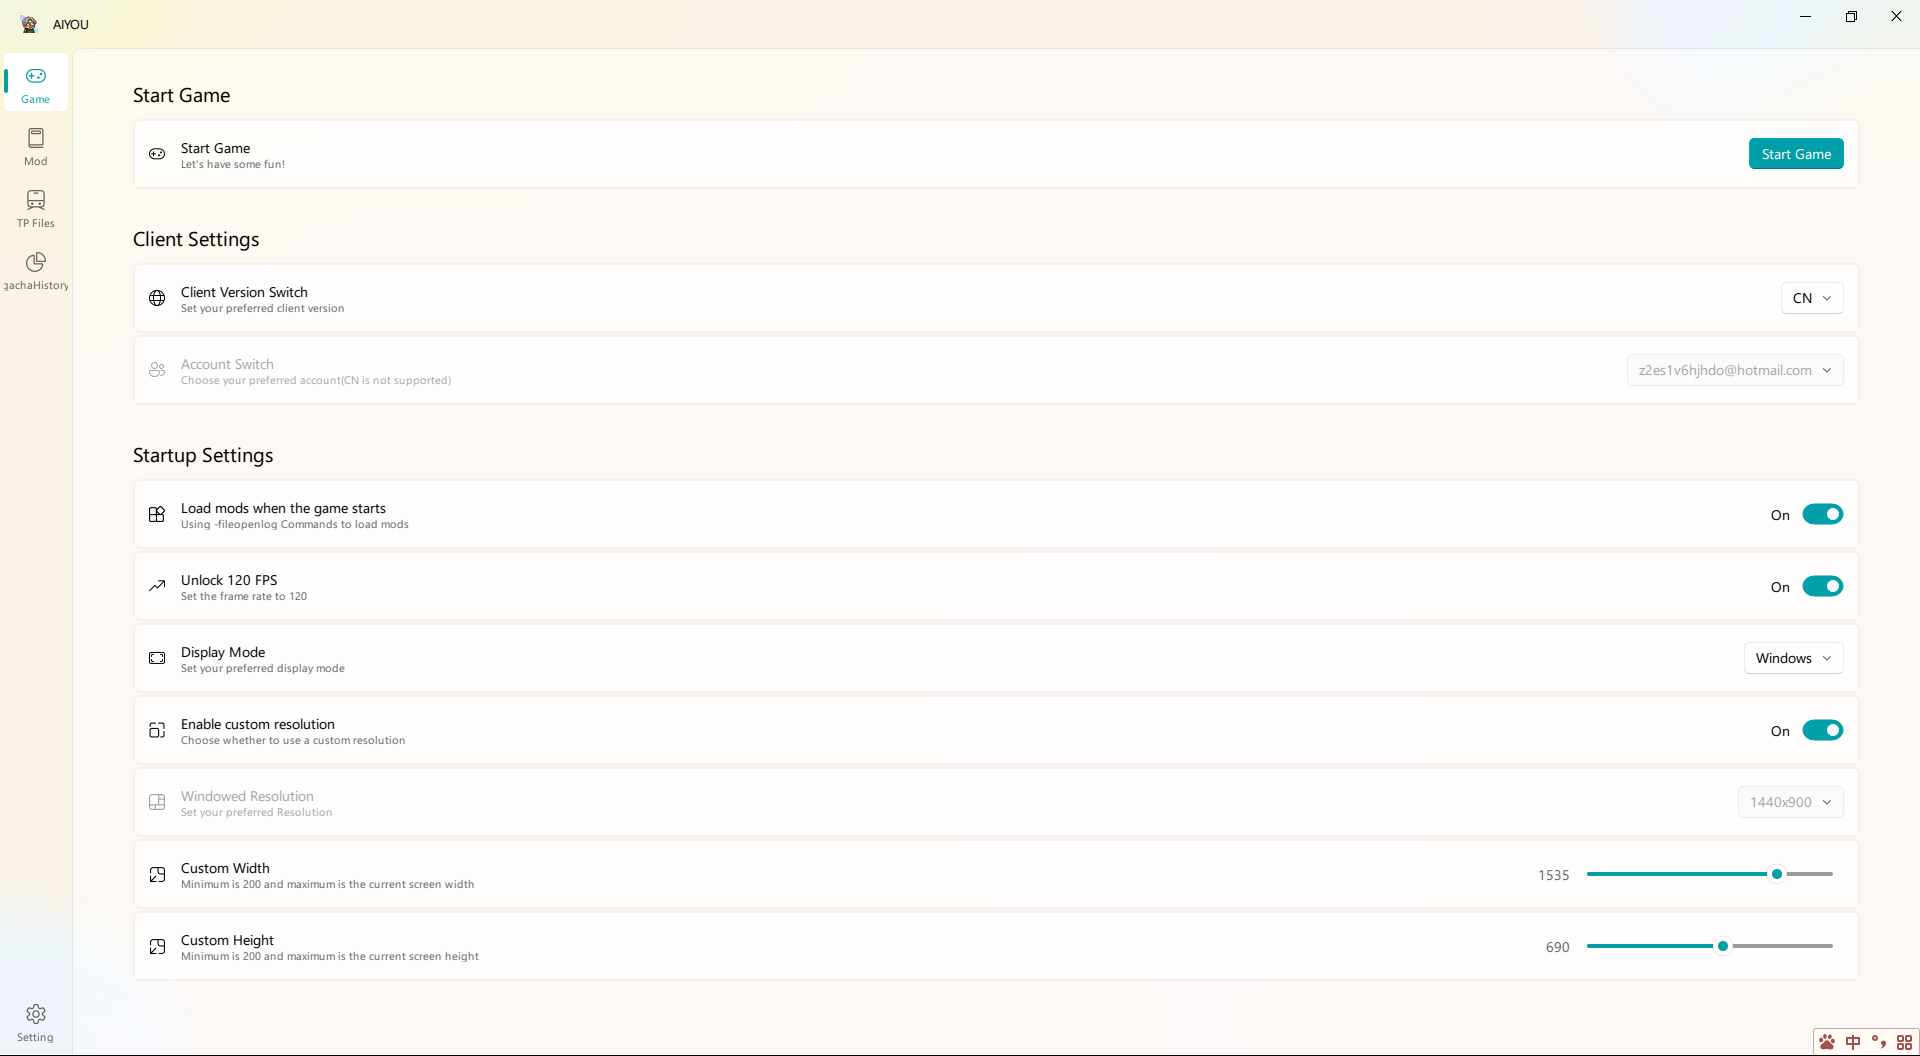 AIYOU
Game
Mod
TP Files
gachaHistory
Setting
Start Game
Start Game
Let's have some fun!
Start Game
Client Settings
Client Version Switch
Set your preferred client version
CN
Account Switch
Choose your preferred account(CN is not supported)
z2es1v6hjhdo@hotmail.com
Startup Settings
Load mods when the game starts
Using -fileopenlog Commands to load mods
On
Unlock 120 FPS
Set the frame rate to 120
On
Display Mode
Set your preferred display mode
Windows
Enable custom resolution
Choose whether to use a custom resolution
On
Windowed Resolution
Set your preferred Resolution
1440x900
Custom Width
Minimum is 200 and maximum is the current screen width
1535
Custom Height
Minimum is 200 and maximum is the current screen height
690
中 °,